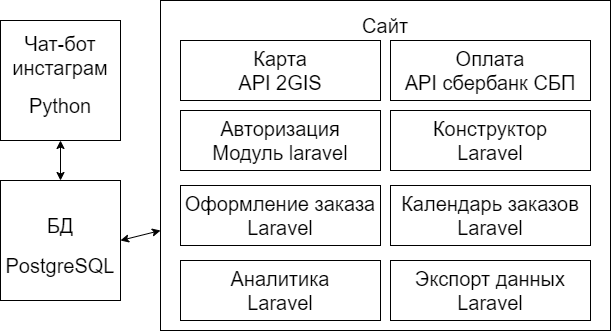 Чат-бот
инстаграм
Python
БД
PostgreSQL
Сайт
Карта
API 2GIS
Оплата
API сбербанк СБП
Авторизация
Модуль laravel
Конструктор
Laravel
Оформление заказа
Laravel
Календарь заказов
Laravel
Аналитика
Laravel
Экспорт данных
Laravel